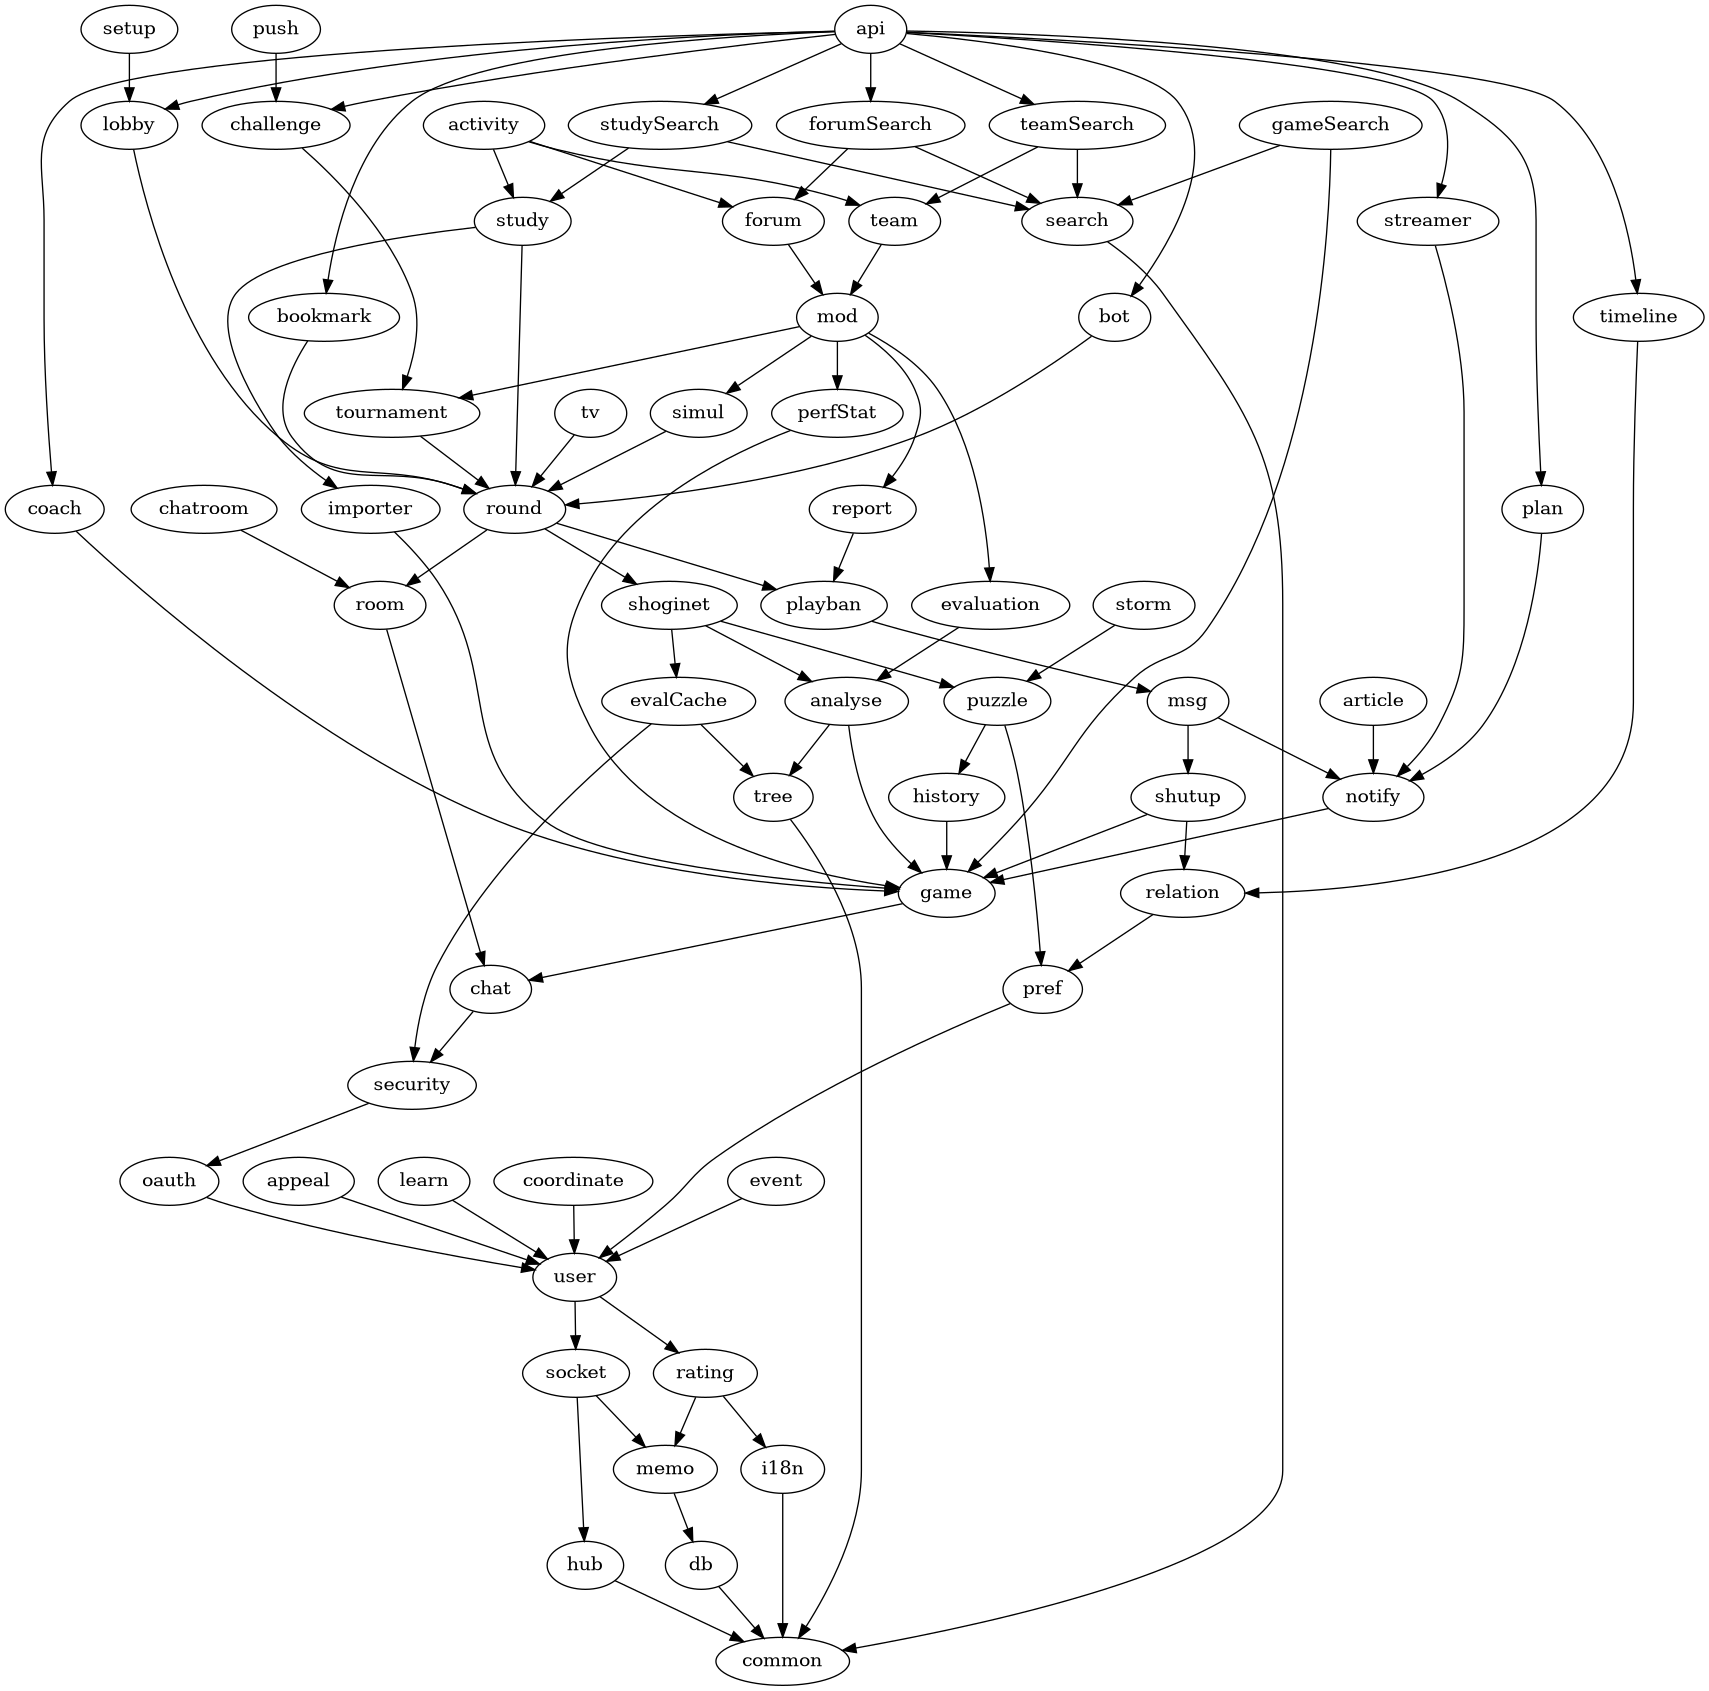 setup
push
api
lobby
challenge
activity
studySearch
forumSearch
teamSearch
gameSearch
study
forum
team
search
streamer
bookmark
mod
bot
timeline
tournament
tv
simul
perfStat
coach
chatroom
importer
round
report
plan
room
shoginet
playban
evaluation
storm
evalCache
analyse
puzzle
msg
article
tree
history
shutup
notify
game
relation
chat
pref
security
oauth
appeal
learn
coordinate
event
user
socket
rating
memo
i18n
hub
db
common